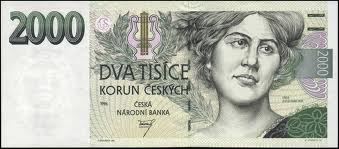 2000
DVA TISÍCE
KORUN ČESKÝCH
1996
ČESKÁ
NÁRODNÍ BANKA
2000